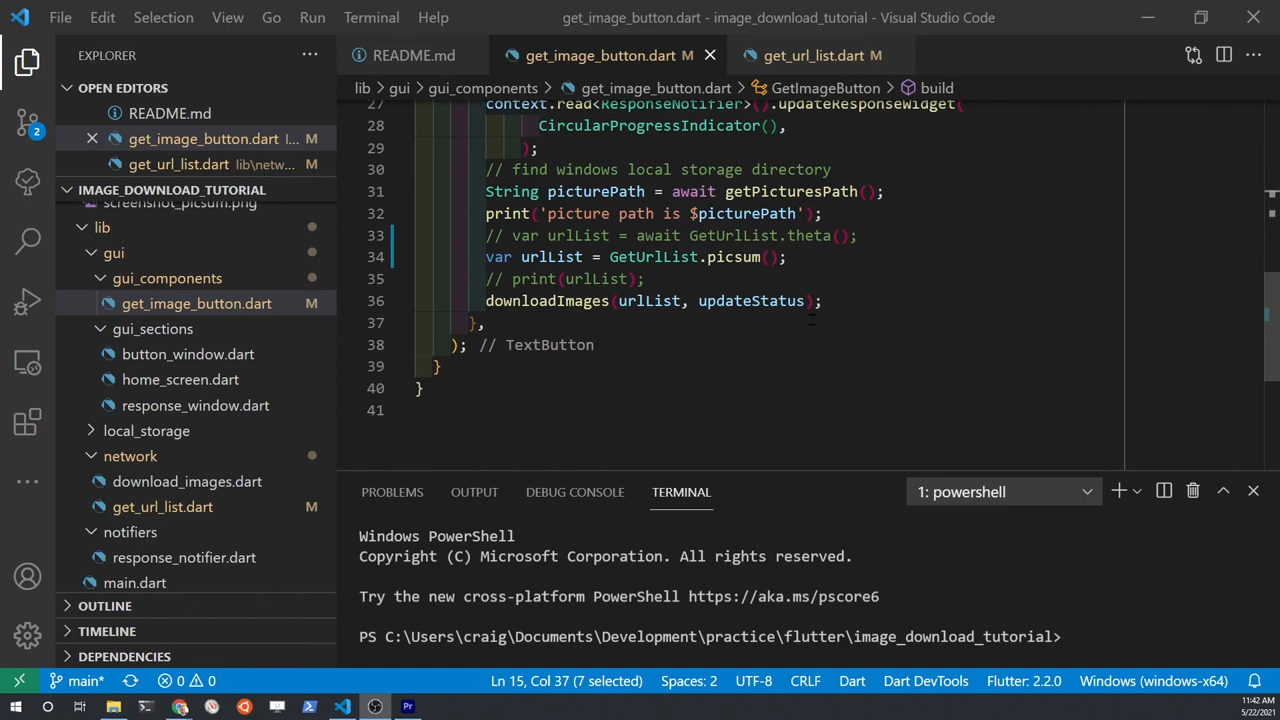 File Edit Selection View Go Run Terminal Help get_image_button.dart - image_download_tutorial - Visual Studio Code
EXPLORER
README.md get_image_button.dart M get_url_list.dart M
OPEN EDITORS
README.md
get_image_button.dart l... M
get_url_list.dart lib\netw... M
IMAGE_DOWNLOAD_TUTORIAL
screenshot_picsum.png
lib
gui
gui_components
get_image_button.dart M
gui_sections
button_window.dart
home_screen.dart
response_window.dart
local_storage
network
download_images.dart
get_url_list.dart M
notifiers
response_notifier.dart
main.dart
OUTLINE
TIMELINE
DEPENDENCIES
2
lib > gui > gui_components > get_image_button.dart > GetImageButton > build
27 context.read<ResponseNotifier>().updateResponseWidget(
28 CircularProgressIndicator(),
29 );
30 // find windows local storage directory
31 String picturePath = await getPicturesPath();
32 print('picture path is $picturePath');
33 // var urlList = await GetUrlList.theta();
34 var urlList = GetUrlList.picsum();
35 // print(urlList);
36 downloadImages(urlList, updateStatus);
37 },
38 ); // TextButton
39 }
40 }
41
PROBLEMS OUTPUT DEBUG CONSOLE TERMINAL 1: powershell
Windows PowerShell
Copyright (C) Microsoft Corporation. All rights reserved.
Try the new cross-platform PowerShell https://aka.ms/pscore6
PS C:\Users\craig\Documents\Development\practice\flutter\image_download_tutorial>
main* 0 0 Ln 15, Col 37 (7 selected) Spaces: 2 UTF-8 CRLF Dart Dart DevTools Flutter: 2.2.0 Windows (windows-x64)
Pr
11:42 AM
5/22/2021